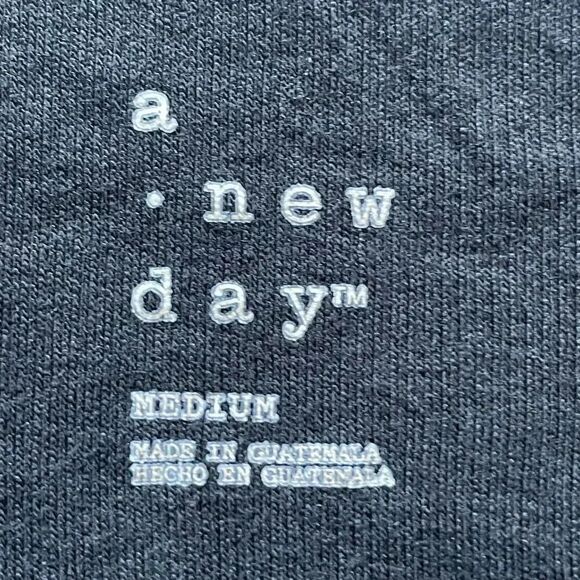 a
· new
day™
MEDIUM
MADE IN GUATEMALA
HECHO EN GUATEMALA